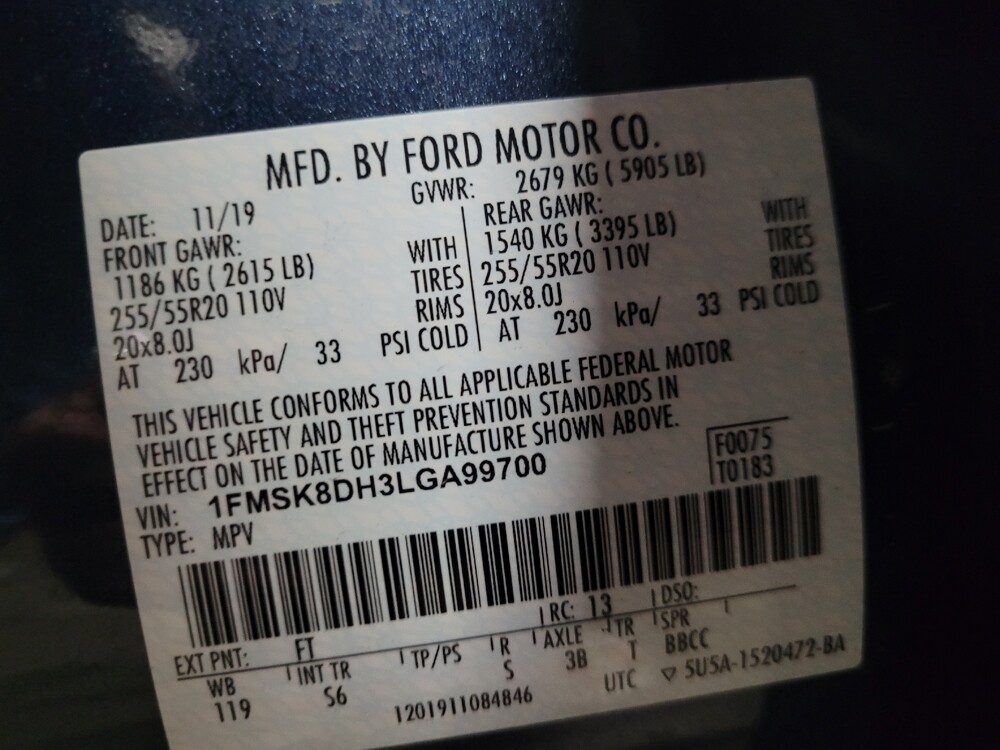 MFD. BY FORD MOTOR CO.
DATE: 11/19 GVWR: 2679 KG ( 5905 LB)
FRONT GAWR: REAR GAWR:
1186 KG ( 2615 LB) WITH 1540 KG ( 3395 LB) WITH
255/55R20 110V TIRES 255/55R20 110V TIRES
20x8.0J RIMS 20x8.0J RIMS
AT 230 kPa/ 33 PSI COLD AT 230 kPa/ 33 PSI COLD
THIS VEHICLE CONFORMS TO ALL APPLICABLE FEDERAL MOTOR
VEHICLE SAFETY AND THEFT PREVENTION STANDARDS IN
EFFECT ON THE DATE OF MANUFACTURE SHOWN ABOVE.
VIN: 1FMSK8DH3LGA99700 F0075
TYPE: MPV T0183
EXT PNT: FT RC: 13 DSO:
WB INT TR TP/PS R AXLE TR SPR
119 S6 S 3B T BBCC
1201911084846 UTC ▽ 5U5A-1520472-BA